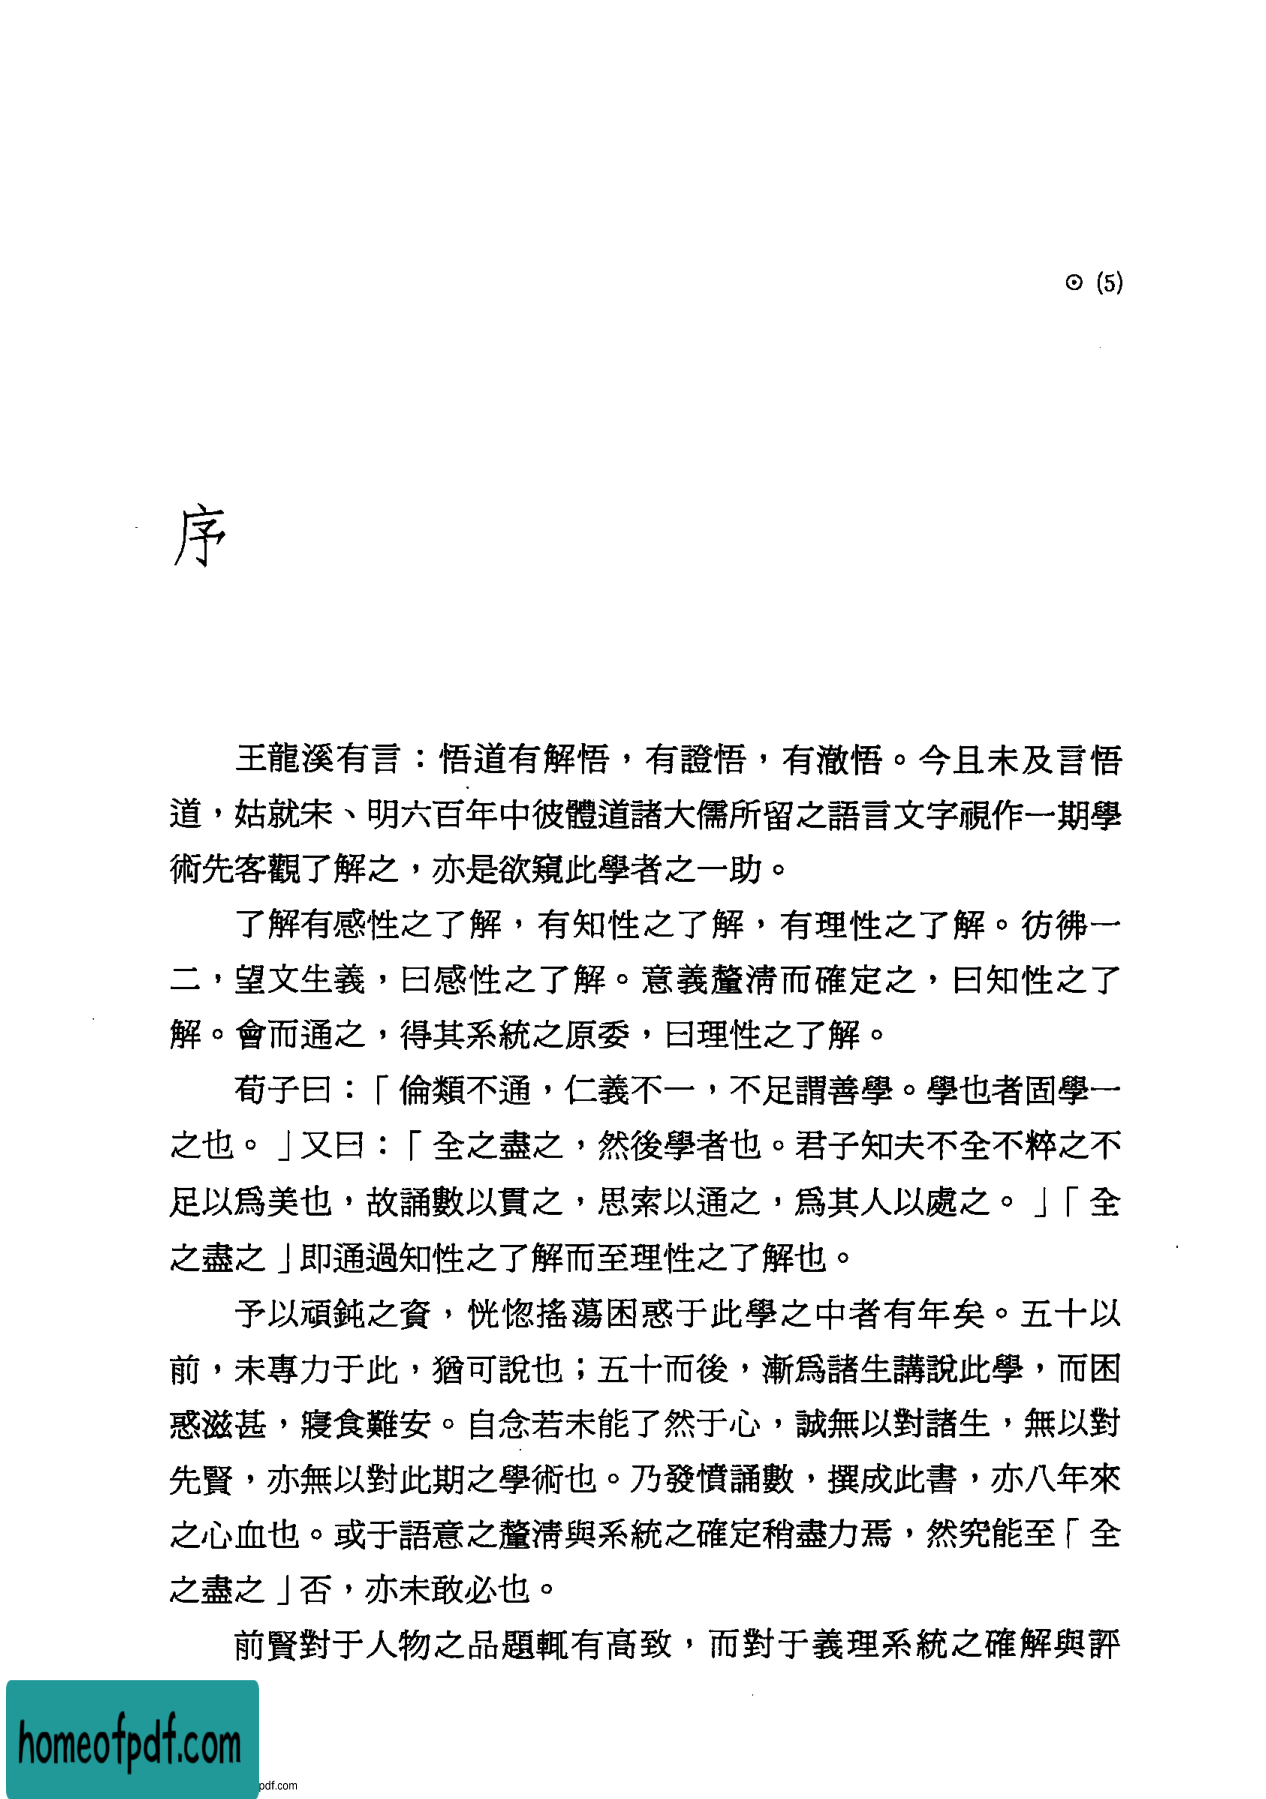 ⊙ (5)
序
王龍溪有言：悟道有解悟，有證悟，有澈悟。今且未及言悟
道，姑就宋、明六百年中彼體道諸大儒所留之語言文字視作一期學
術先客觀了解之，亦是欲窺此學者之一助。
了解有感性之了解，有知性之了解，有理性之了解。彷彿一
二，望文生義，曰感性之了解。意義釐淸而確定之，曰知性之了
解。會而通之，得其系統之原委，曰理性之了解。
荀子曰：「倫類不通，仁義不一，不足謂善學。學也者固學一
之也。」又曰：「全之盡之，然後學者也。君子知夫不全不粹之不
足以爲美也，故誦數以貫之，思索以通之，爲其人以處之。」「全
之盡之」即通過知性之了解而至理性之了解也。
予以頑鈍之資，恍惚搖蕩困惑于此學之中者有年矣。五十以
前，未專力于此，猶可說也；五十而後，漸爲諸生講說此學，而困
惑滋甚，寢食難安。自念若未能了然于心，誠無以對諸生，無以對
先賢，亦無以對此期之學術也。乃發憤誦數，撰成此書，亦八年來
之心血也。或于語意之釐淸與系統之確定稍盡力焉，然究能至「全
之盡之」否，亦未敢必也。
前賢對于人物之品題輒有高致，而對于義理系統之確解與評
homeofpdf.com
pdf.com